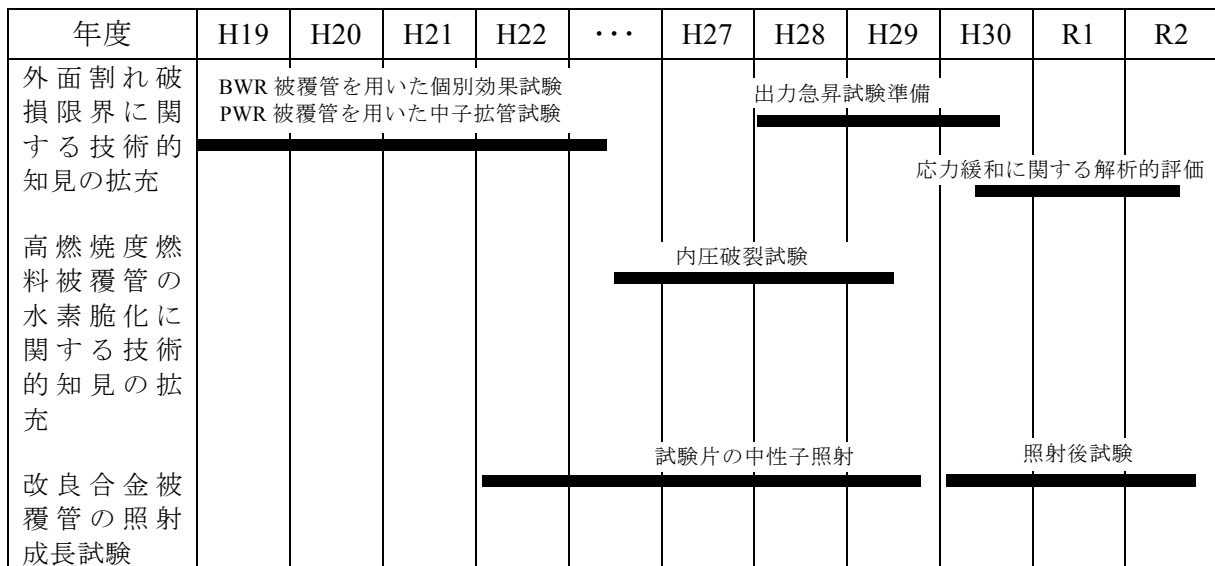 年度 H19 H20 H21 H22 ・・・ H27 H28 H29 H30 R1 R2
外面割れ破
損限界に関
する技術的
知見の拡充
BWR 被覆管を用いた個別効果試験
PWR 被覆管を用いた中子拡管試験
出力急昇試験準備
応力緩和に関する解析的評価
高燃焼度燃
料被覆管の
水素脆化に
関する技術
的知見の拡
充
内圧破裂試験
改良合金被
覆管の照射
成長試験
試験片の中性子照射
照射後試験